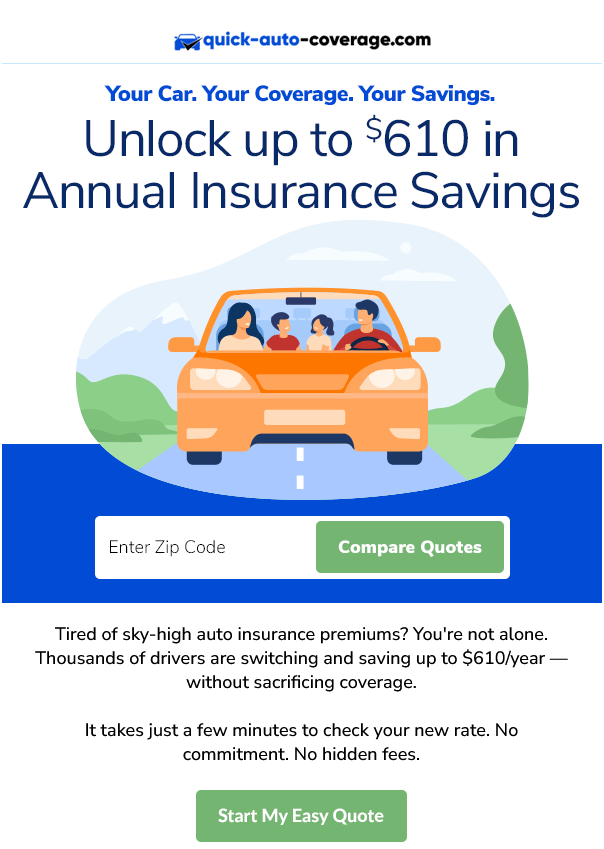 quick-auto-coverage.com
Your Car. Your Coverage. Your Savings.
Unlock up to $610 in
Annual Insurance Savings
Enter Zip Code
Compare Quotes
Tired of sky-high auto insurance premiums? You're not alone.
Thousands of drivers are switching and saving up to $610/year —
without sacrificing coverage.
It takes just a few minutes to check your new rate. No
commitment. No hidden fees.
Start My Easy Quote